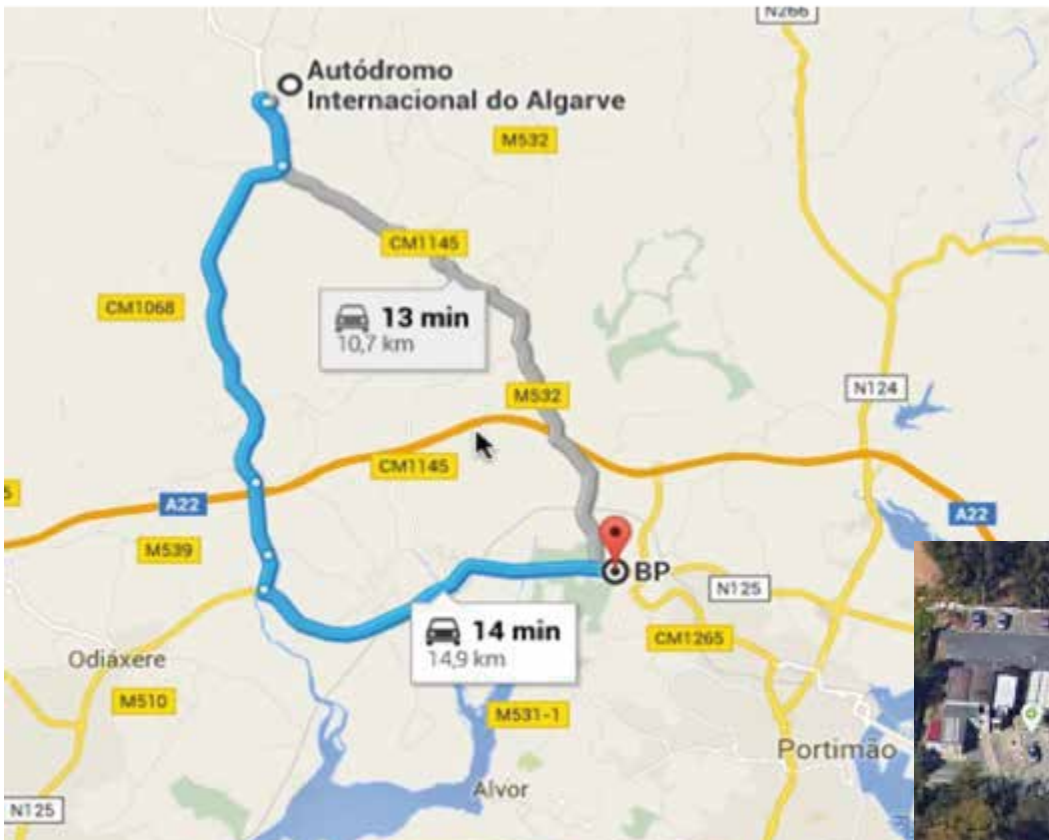 N266
Autódromo
Internacional do Algarve
M532
CM1145
CM1068
13 min
10,7 km
N124
M532
CM1145
A22
A22
M539
BP
N125
14 min
14,9 km
CM1265
Odiáxere
M510
M531-1
Portimão
Alvor
N125